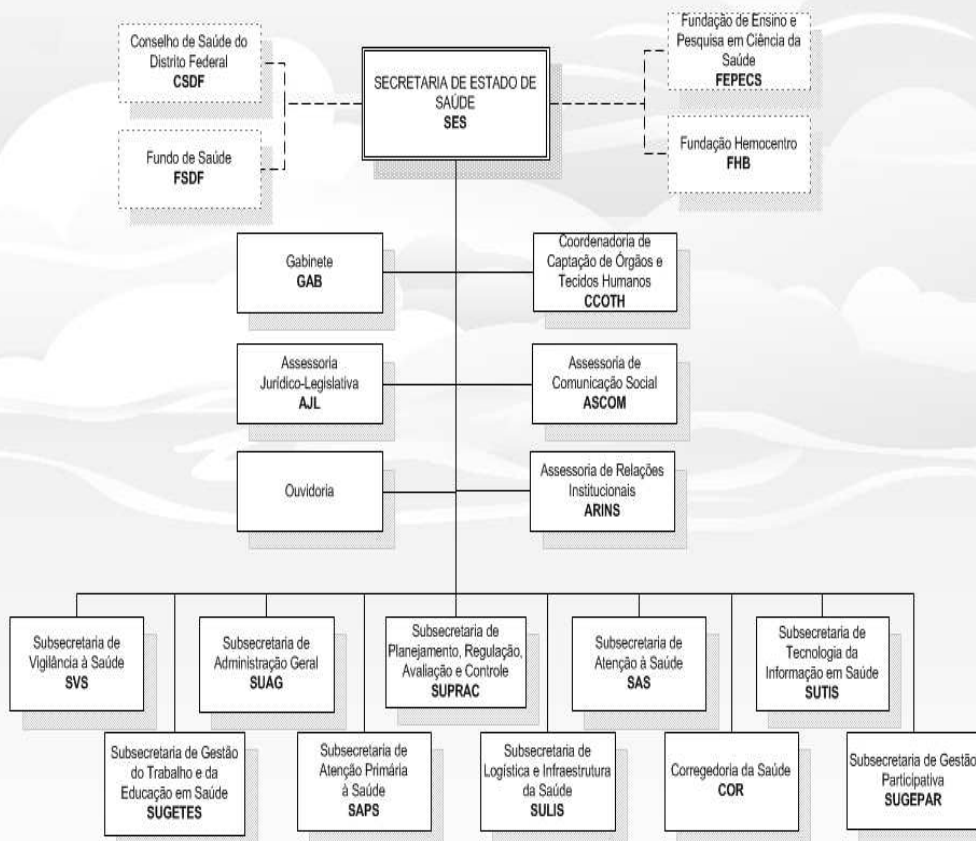 Conselho de Saúde do
Distrito Federal
CSDF
Fundo de Saúde
FSDF
SECRETARIA DE ESTADO DE
SAÚDE
SES
Fundação de Ensino e
Pesquisa em Ciência da
Saúde
FEPECS
Fundação Hemocentro
FHB
Gabinete
GAB
Coordenadoria de
Captação de Órgãos e
Tecidos Humanos
CCOTH
Assessoria
Jurídico-Legislativa
AJL
Assessoria de
Comunicação Social
ASCOM
Ouvidoria
Assessoria de Relações
Institucionais
ARINS
Subsecretaria de
Vigilância à Saúde
SVS
Subsecretaria de
Administração Geral
SUAG
Subsecretaria de
Planejamento, Regulação,
Avaliação e Controle
SUPRAC
Subsecretaria de
Atenção à Saúde
SAS
Subsecretaria de
Tecnologia da
Informação em Saúde
SUTIS
Subsecretaria de Gestão
do Trabalho e da
Educação em Saúde
SUGETES
Subsecretaria de
Atenção Primária
à Saúde
SAPS
Subsecretaria de
Logística e Infraestrutura
da Saúde
SULIS
Corregedoria da Saúde
COR
Subsecretaria de Gestão
Participativa
SUGEPAR